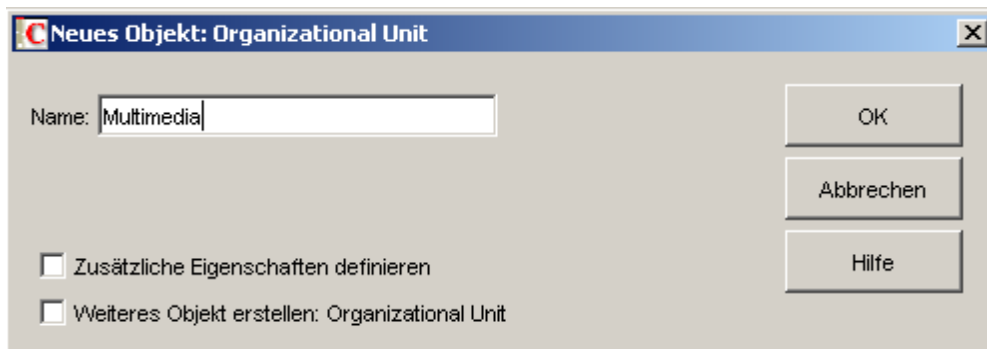 C Neues Objekt: Organizational Unit
Name: Multimedia
OK
Abbrechen
Zusätzliche Eigenschaften definieren
Hilfe
Weiteres Objekt erstellen: Organizational Unit